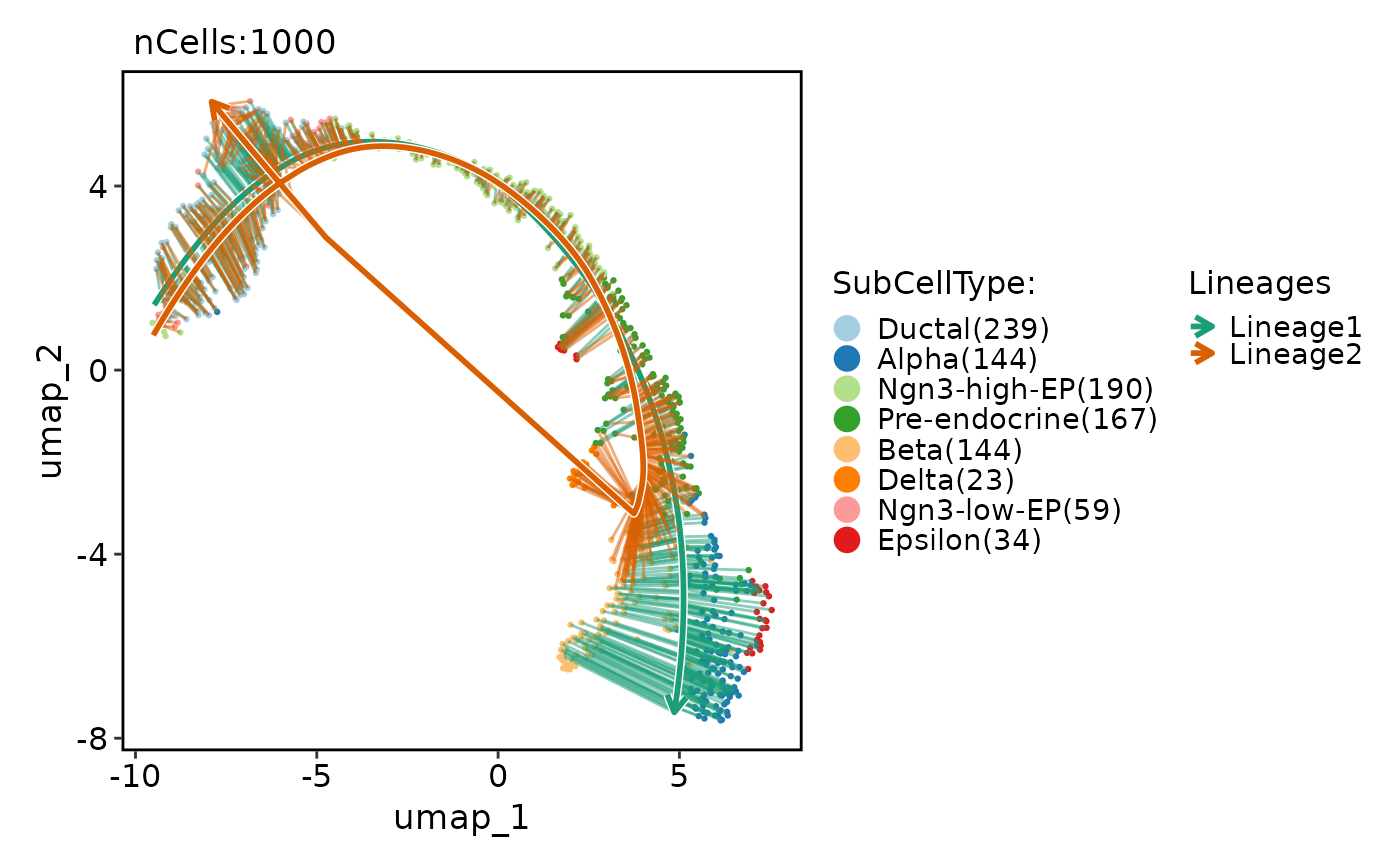 nCells:1000
4
0
-4
-8
-10 -5 0 5
umap_1
umap_2
SubCellType:
Ductal(239)
Alpha(144)
Ngn3-high-EP(190)
Pre-endocrine(167)
Beta(144)
Delta(23)
Ngn3-low-EP(59)
Epsilon(34)
Lineages
Lineage1
Lineage2